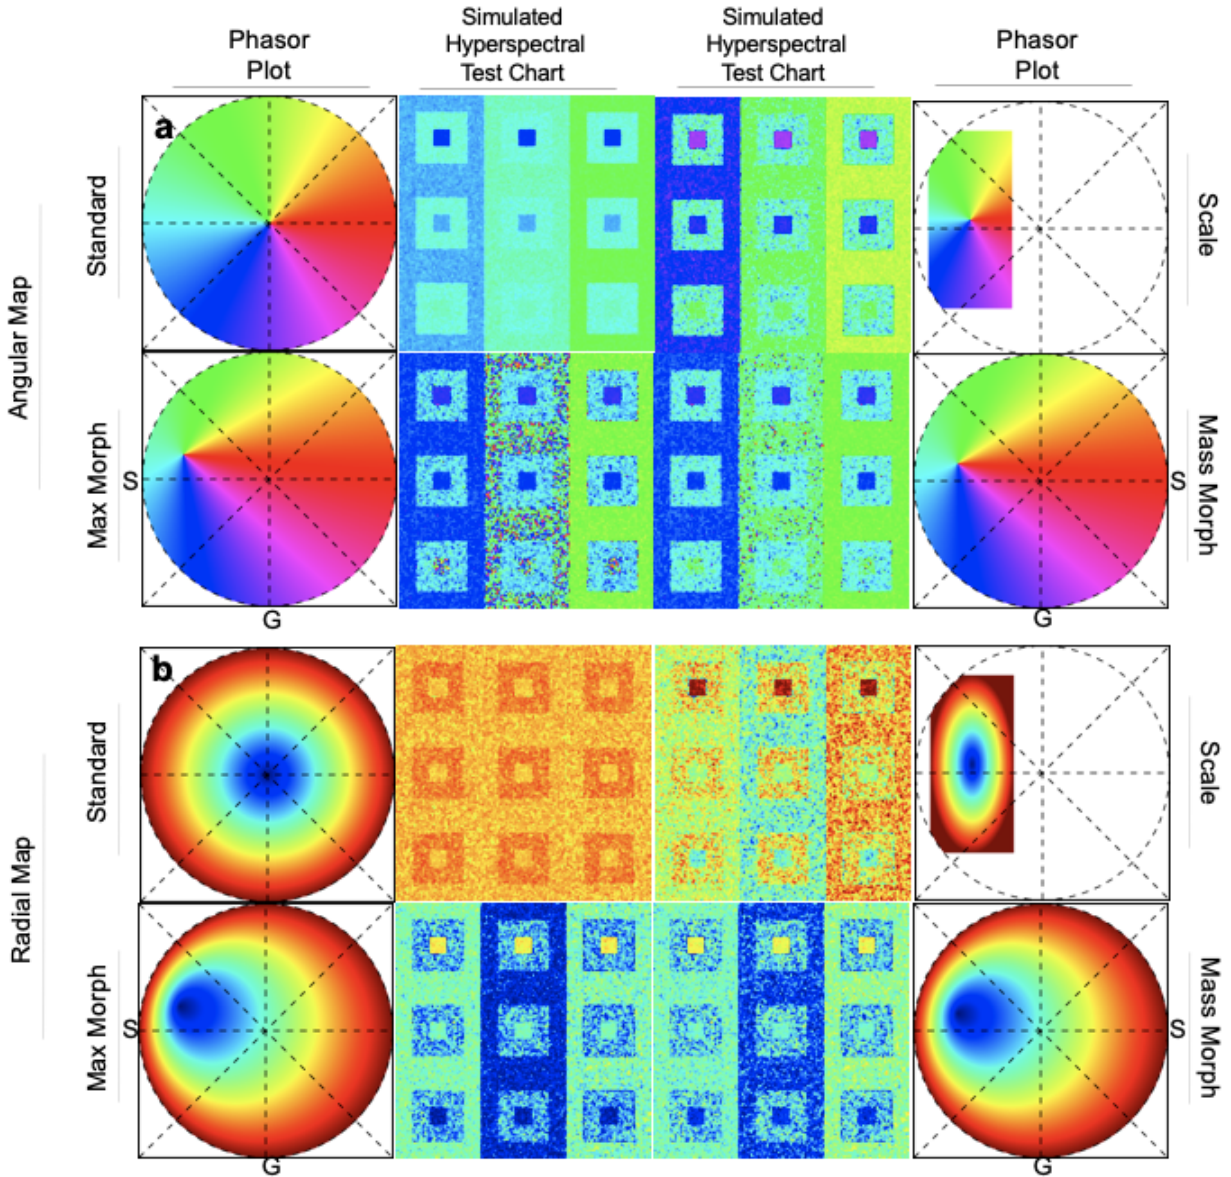 Phasor
Plot
Simulated
Hyperspectral
Test Chart
Simulated
Hyperspectral
Test Chart
Phasor
Plot
a
Angular Map
Standard
Scale
Max Morph
S
S
Mass Morph
G
G
b
Radial Map
Standard
Scale
Max Morph
S
S
Mass Morph
G
G